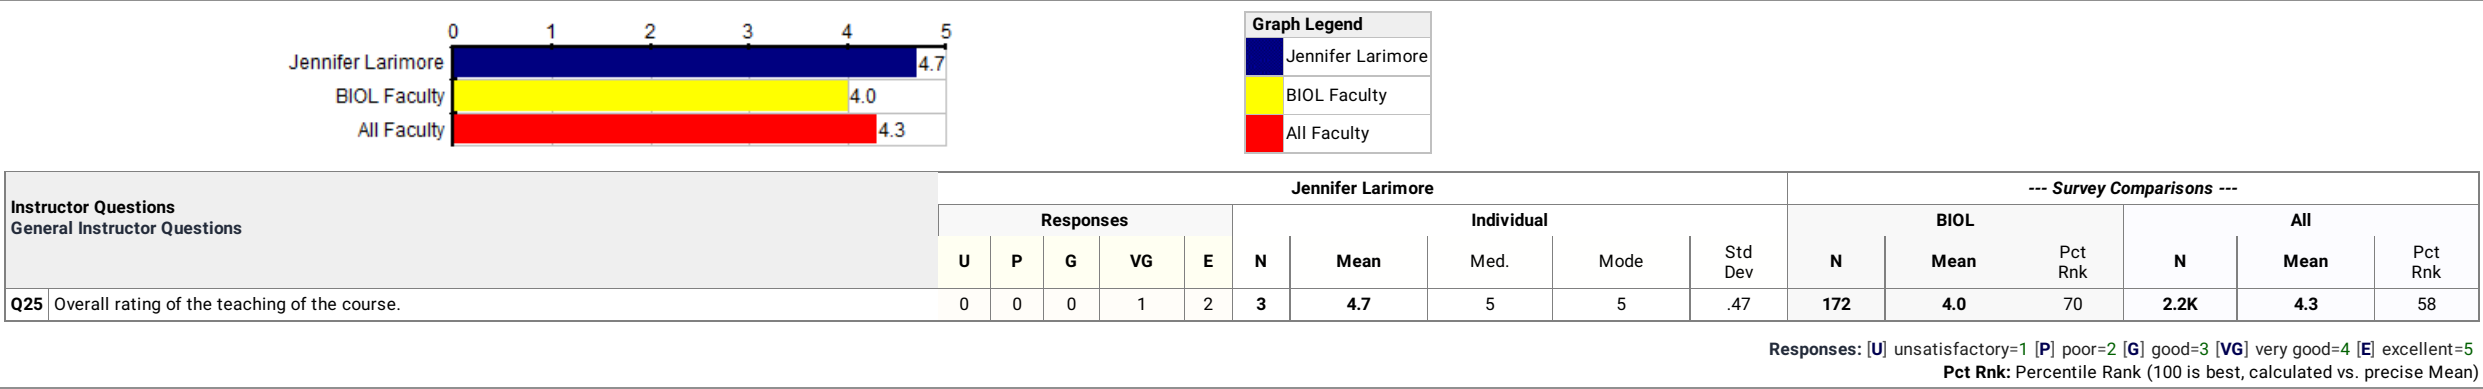 0 1 2 3 4 5
Jennifer Larimore 4.7
BIOL Faculty 4.0
All Faculty 4.3
Graph Legend
Jennifer Larimore
BIOL Faculty
All Faculty
Instructor Questions
General Instructor Questions
Jennifer Larimore --- Survey Comparisons ---
Responses Individual BIOL All
U P G VG E N Mean Med. Mode Std Dev N Mean Pct Rnk N Mean Pct Rnk
Q25 Overall rating of the teaching of the course. 0 0 0 1 2 3 4.7 5 5 .47 172 4.0 70 2.2K 4.3 58
Responses: [U] unsatisfactory=1 [P] poor=2 [G] good=3 [VG] very good=4 [E] excellent=5
Pct Rnk: Percentile Rank (100 is best, calculated vs. precise Mean)